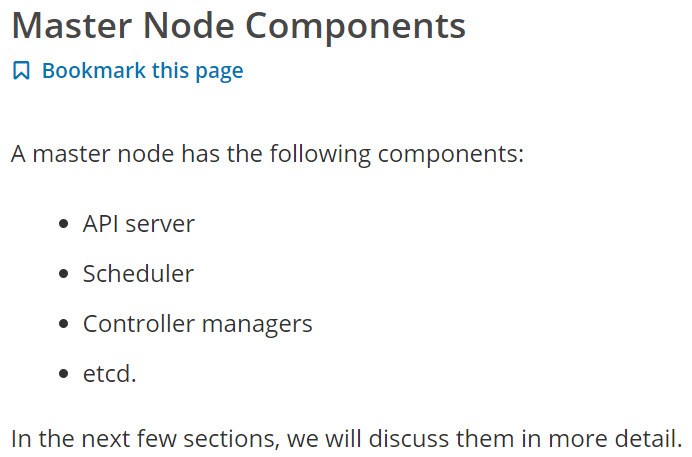 Master Node Components
Bookmark this page
A master node has the following components:
• API server
• Scheduler
• Controller managers
• etcd.
In the next few sections, we will discuss them in more detail.